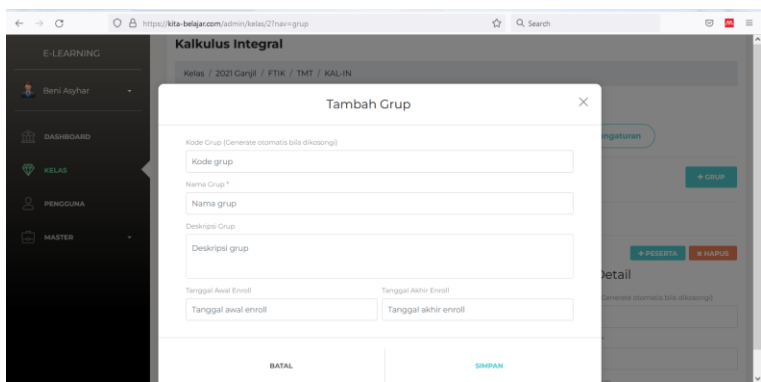 https://kita-belajar.com/admin/kelas/2?nav=grup
Search
E-LEARNING
Kalkulus Integral
Kelas / 2021 Ganjil / FTIK / TMT / KAL-IN
Beni Asyhar
DASHBOARD
KELAS
PENGGUNA
MASTER
Tambah Grup
Kode Grup (Generate otomatis bila dikosongi)
Kode grup
Nama Grup *
Nama grup
Deskripsi Grup
Deskripsi grup
Tanggal Awal Enroll
Tanggal Akhir Enroll
Tanggal awal enroll
Tanggal akhir enroll
BATAL
SIMPAN
+ GRUP
+ PESERTA
HAPUS
Detail
(Generate otomatis bila dikosongi)